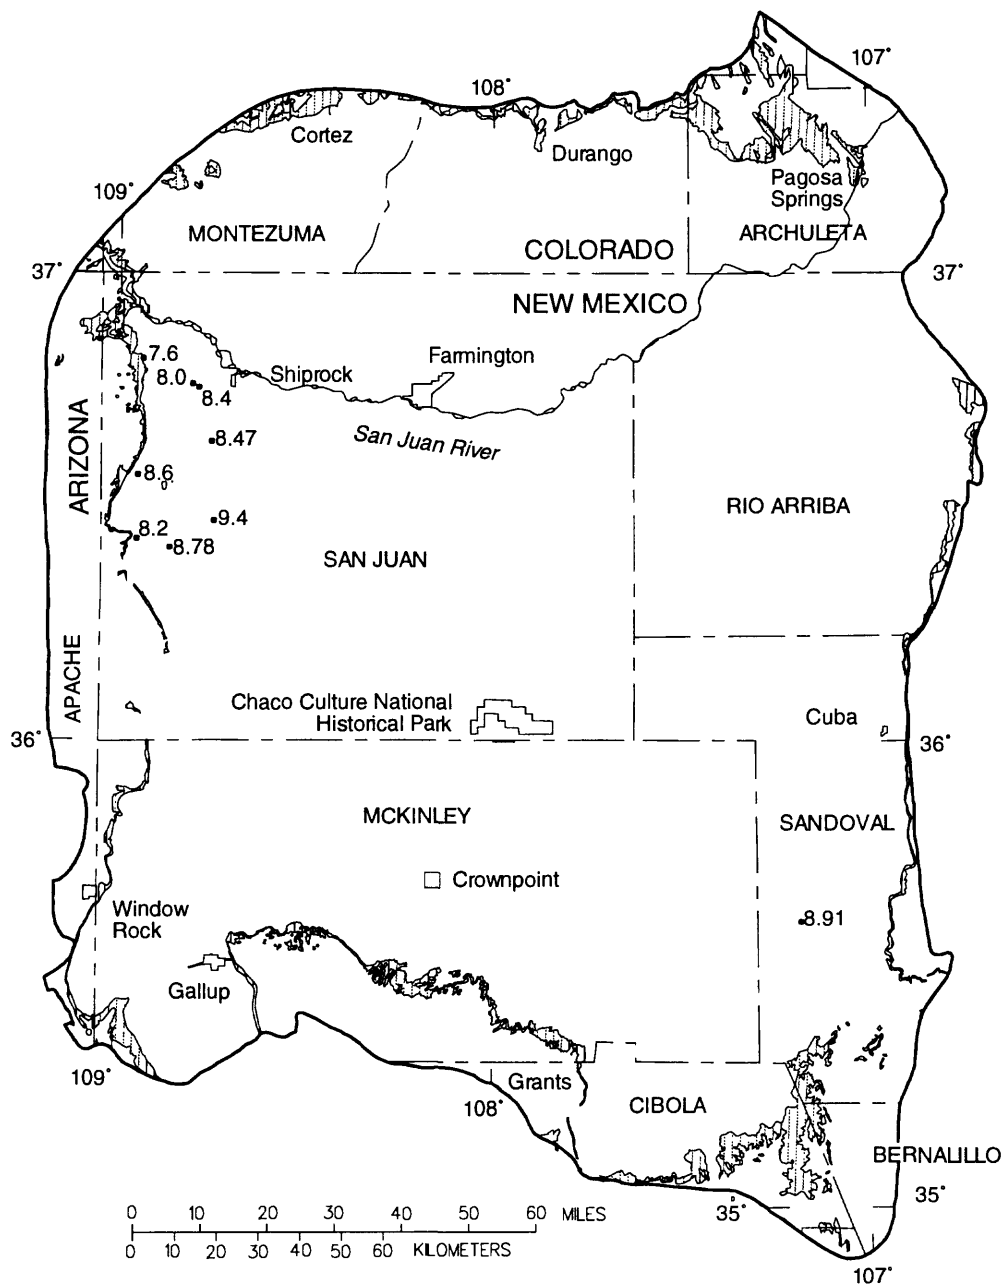 107°
108°
Cortez
Durango
109°
Pagosa
Springs
MONTEZUMA
ARCHULETA
COLORADO
37°
37°
NEW MEXICO
7.6
Farmington
8.0
Shiprock
8.4
ARIZONA
8.47
San Juan River
8.6
RIO ARRIBA
9.4
8.2
8.78
SAN JUAN
APACHE
Chaco Culture National
Historical Park
Cuba
36°
36°
MCKINLEY
SANDOVAL
Crownpoint
Window
Rock
8.91
Gallup
109°
Grants
108°
CIBOLA
BERNALILLO
35°
35°
0 10 20 30 40 50 60 MILES
0 10 20 30 40 50 60 KILOMETERS
107°